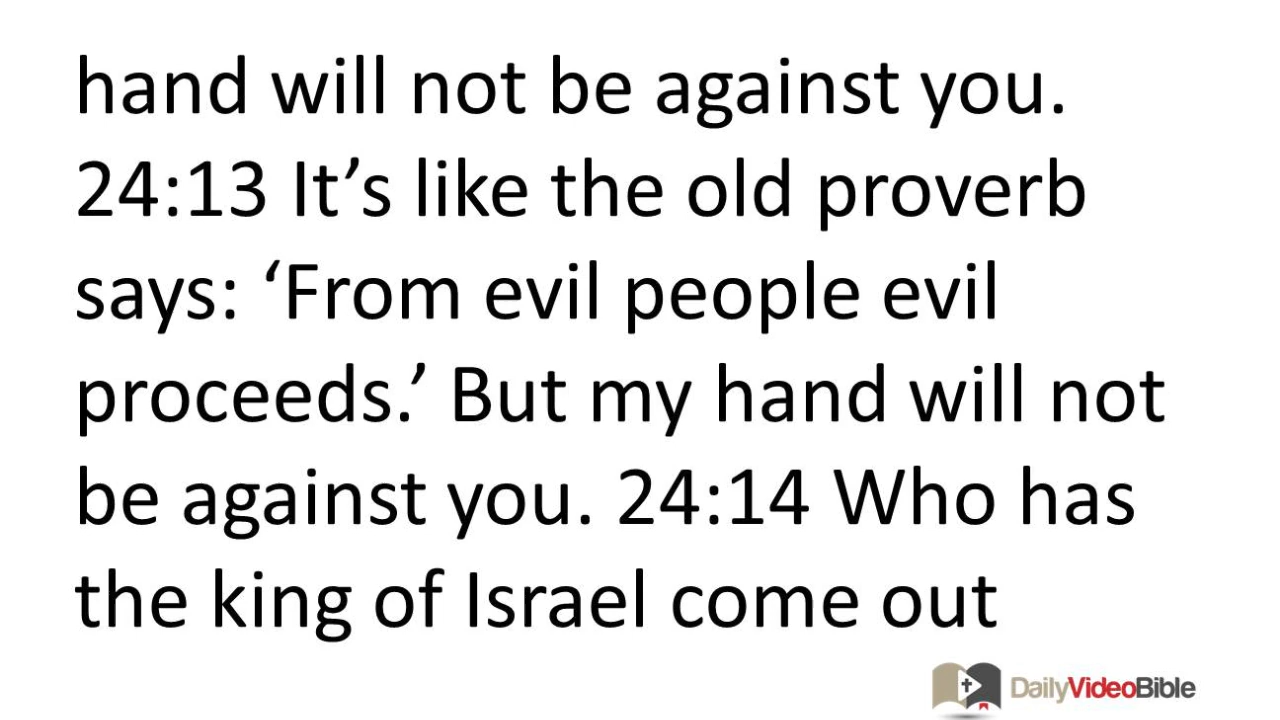 hand will not be against you.
24:13 It’s like the old proverb
says: ‘From evil people evil
proceeds.’ But my hand will not
be against you. 24:14 Who has
the king of Israel come out
DailyVideoBible